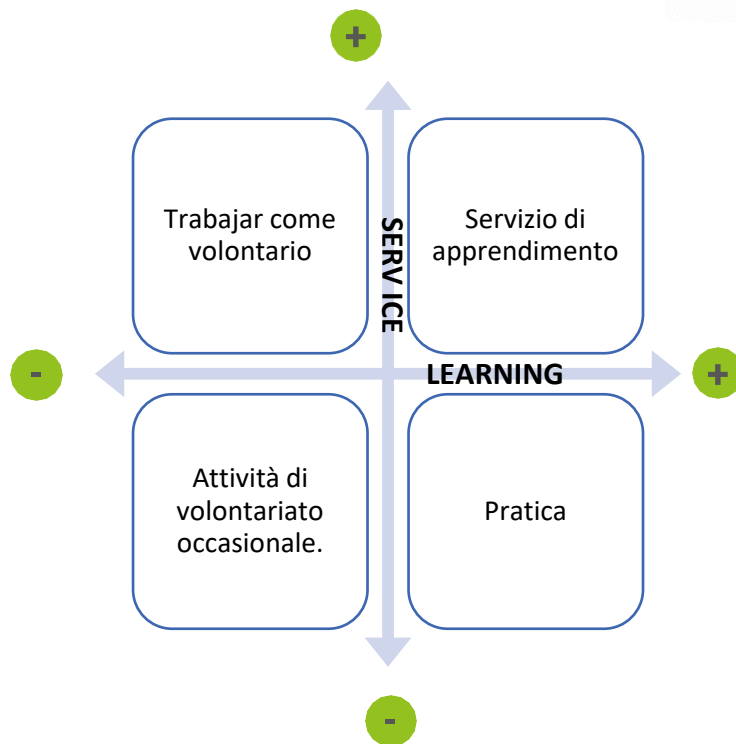 +
Trabajar come
volontario
SERV ICE
Servizio di
apprendimento
-
LEARNING
+
Attività di
volontariato
occasionale.
Pratica
-